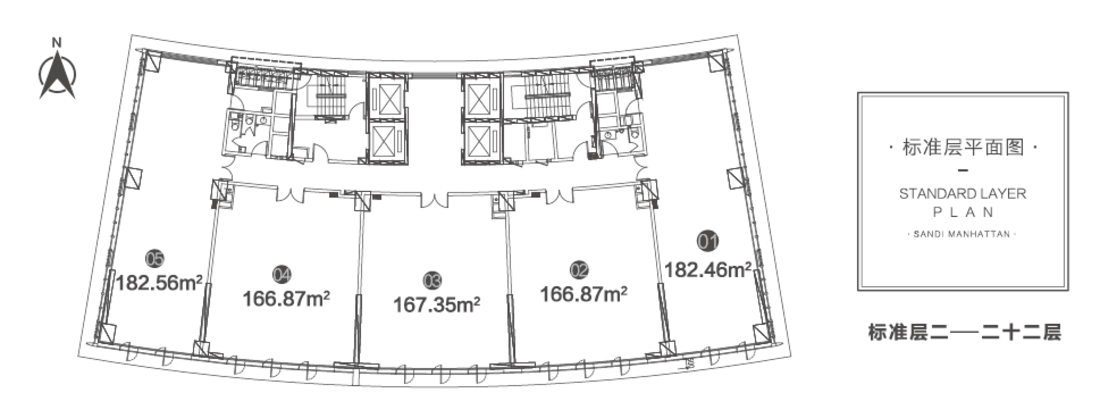 N
05
182.56m²
04
166.87m²
03
167.35m²
02
166.87m²
01
182.46m²
·标准层平面图·
STANDARD LAYER
PLAN
·SANDI MANHATTAN·
标准层二——二十二层